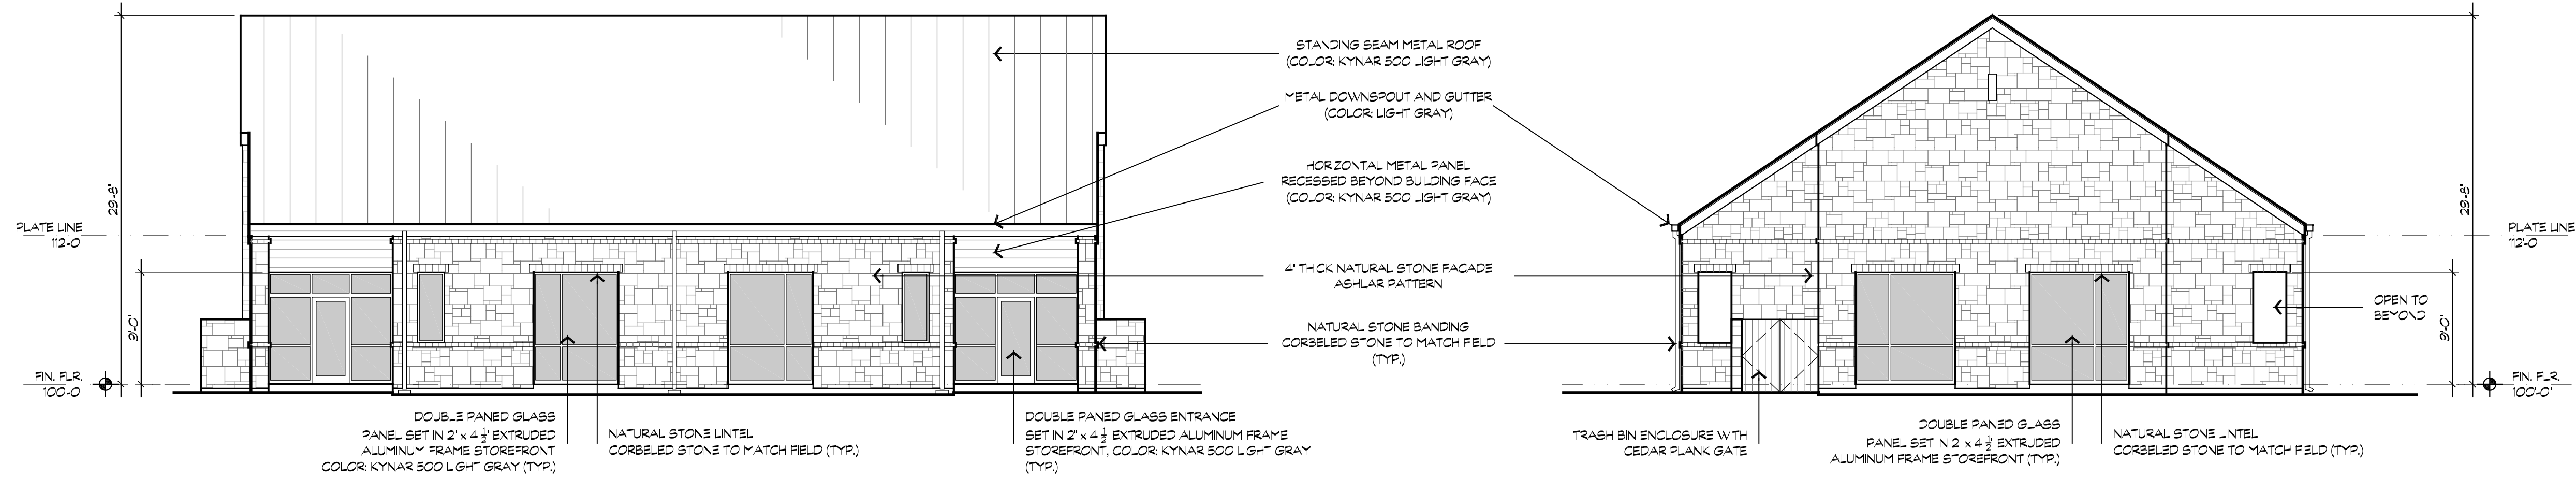 29'-8"
PLATE LINE
112'-0"
9'-0"
FIN. FLR.
100'-0"
STANDING SEAM METAL ROOF
(COLOR: KYNAR 500 LIGHT GRAY)
METAL DOWNSPOUT AND GUTTER
(COLOR: LIGHT GRAY)
HORIZONTAL METAL PANEL
RECESSED BEYOND BUILDING FACE
(COLOR: KYNAR 500 LIGHT GRAY)
4" THICK NATURAL STONE FACADE
ASHLAR PATTERN
NATURAL STONE BANDING
CORBELED STONE TO MATCH FIELD
(TYP.)
DOUBLE PANED GLASS
PANEL SET IN 2" x 4 1/2" EXTRUDED
ALUMINUM FRAME STOREFRONT
COLOR: KYNAR 500 LIGHT GRAY (TYP.)
NATURAL STONE LINTEL
CORBELED STONE TO MATCH FIELD (TYP.)
DOUBLE PANED GLASS ENTRANCE
SET IN 2" x 4 1/2" EXTRUDED ALUMINUM FRAME
STOREFRONT, COLOR: KYNAR 500 LIGHT GRAY
(TYP.)
29'-8"
PLATE LINE
112'-0"
OPEN TO
BEYOND
9'-0"
FIN. FLR.
100'-0"
TRASH BIN ENCLOSURE WITH
CEDAR PLANK GATE
DOUBLE PANED GLASS
PANEL SET IN 2" x 4 1/2" EXTRUDED
ALUMINUM FRAME STOREFRONT (TYP.)
NATURAL STONE LINTEL
CORBELED STONE TO MATCH FIELD (TYP.)